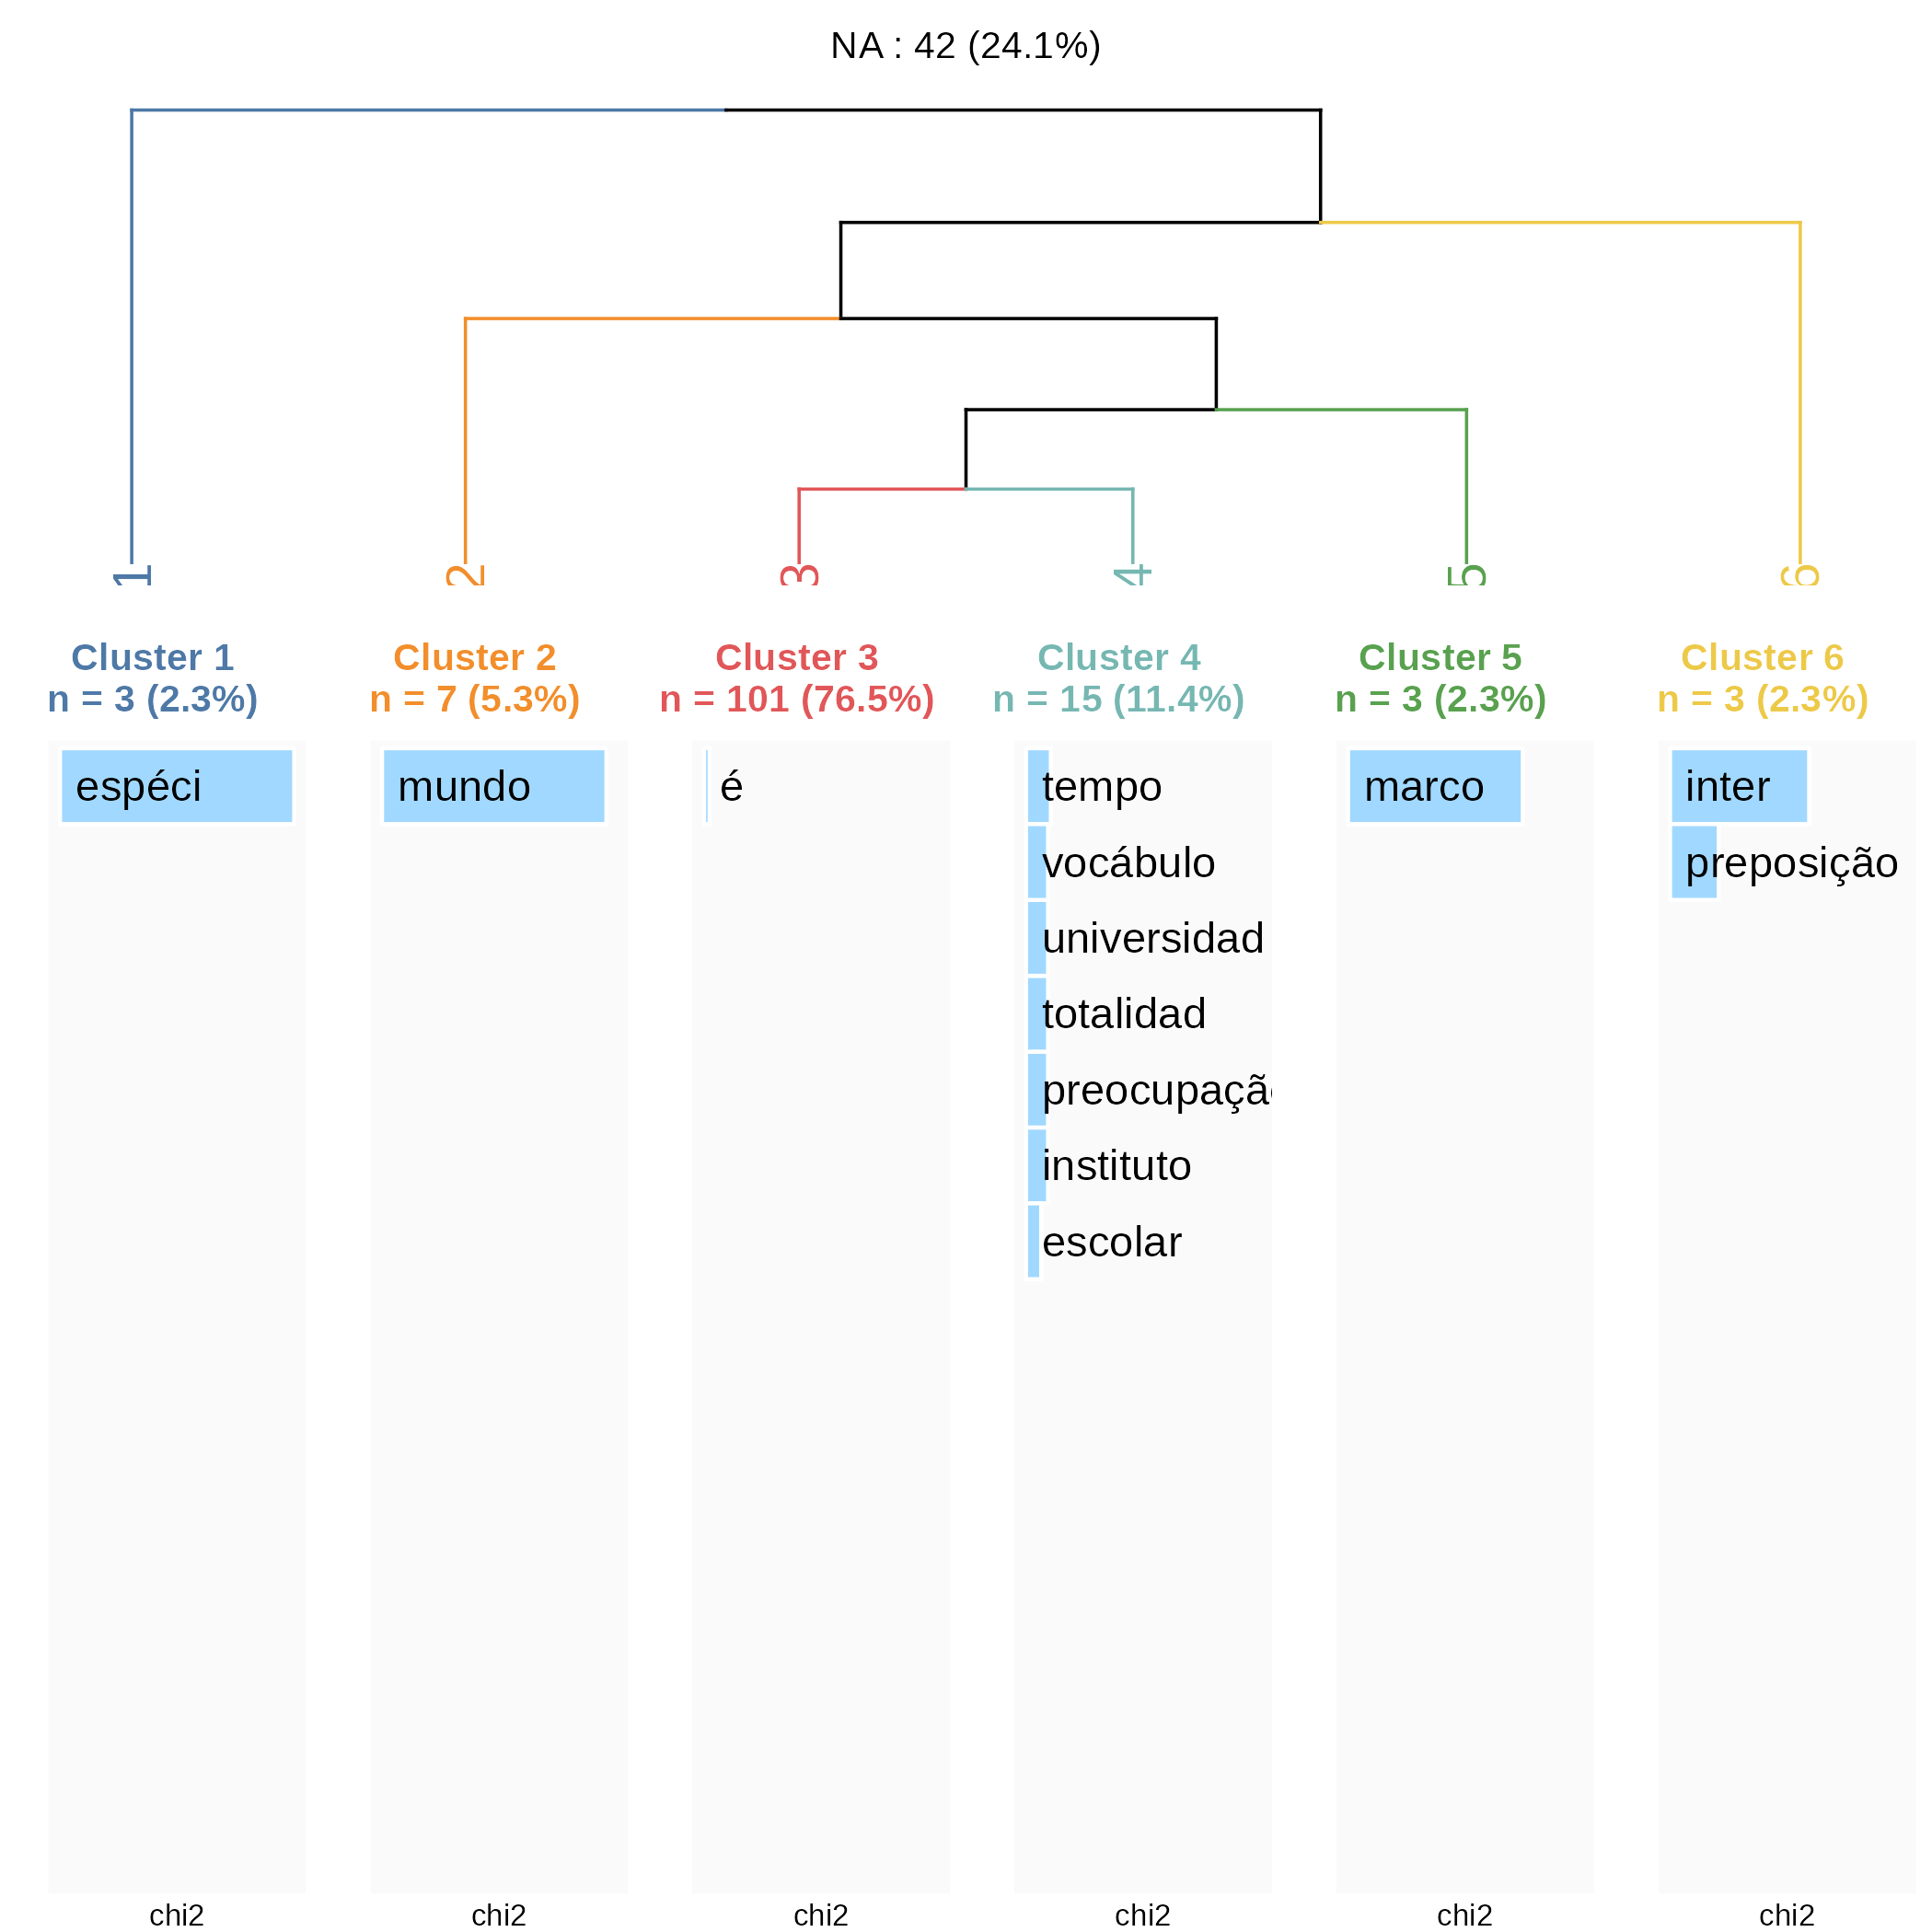 NA : 42 (24.1%)
1 2 3 4 5 6
Cluster 1
n = 3 (2.3%)
espéci
chi2
Cluster 2
n = 7 (5.3%)
mundo
chi2
Cluster 3
n = 101 (76.5%)
é
chi2
Cluster 4
n = 15 (11.4%)
tempo
vocábulo
universidad
totalidad
preocupaçã
instituto
escolar
chi2
Cluster 5
n = 3 (2.3%)
marco
chi2
Cluster 6
n = 3 (2.3%)
inter
preposição
chi2